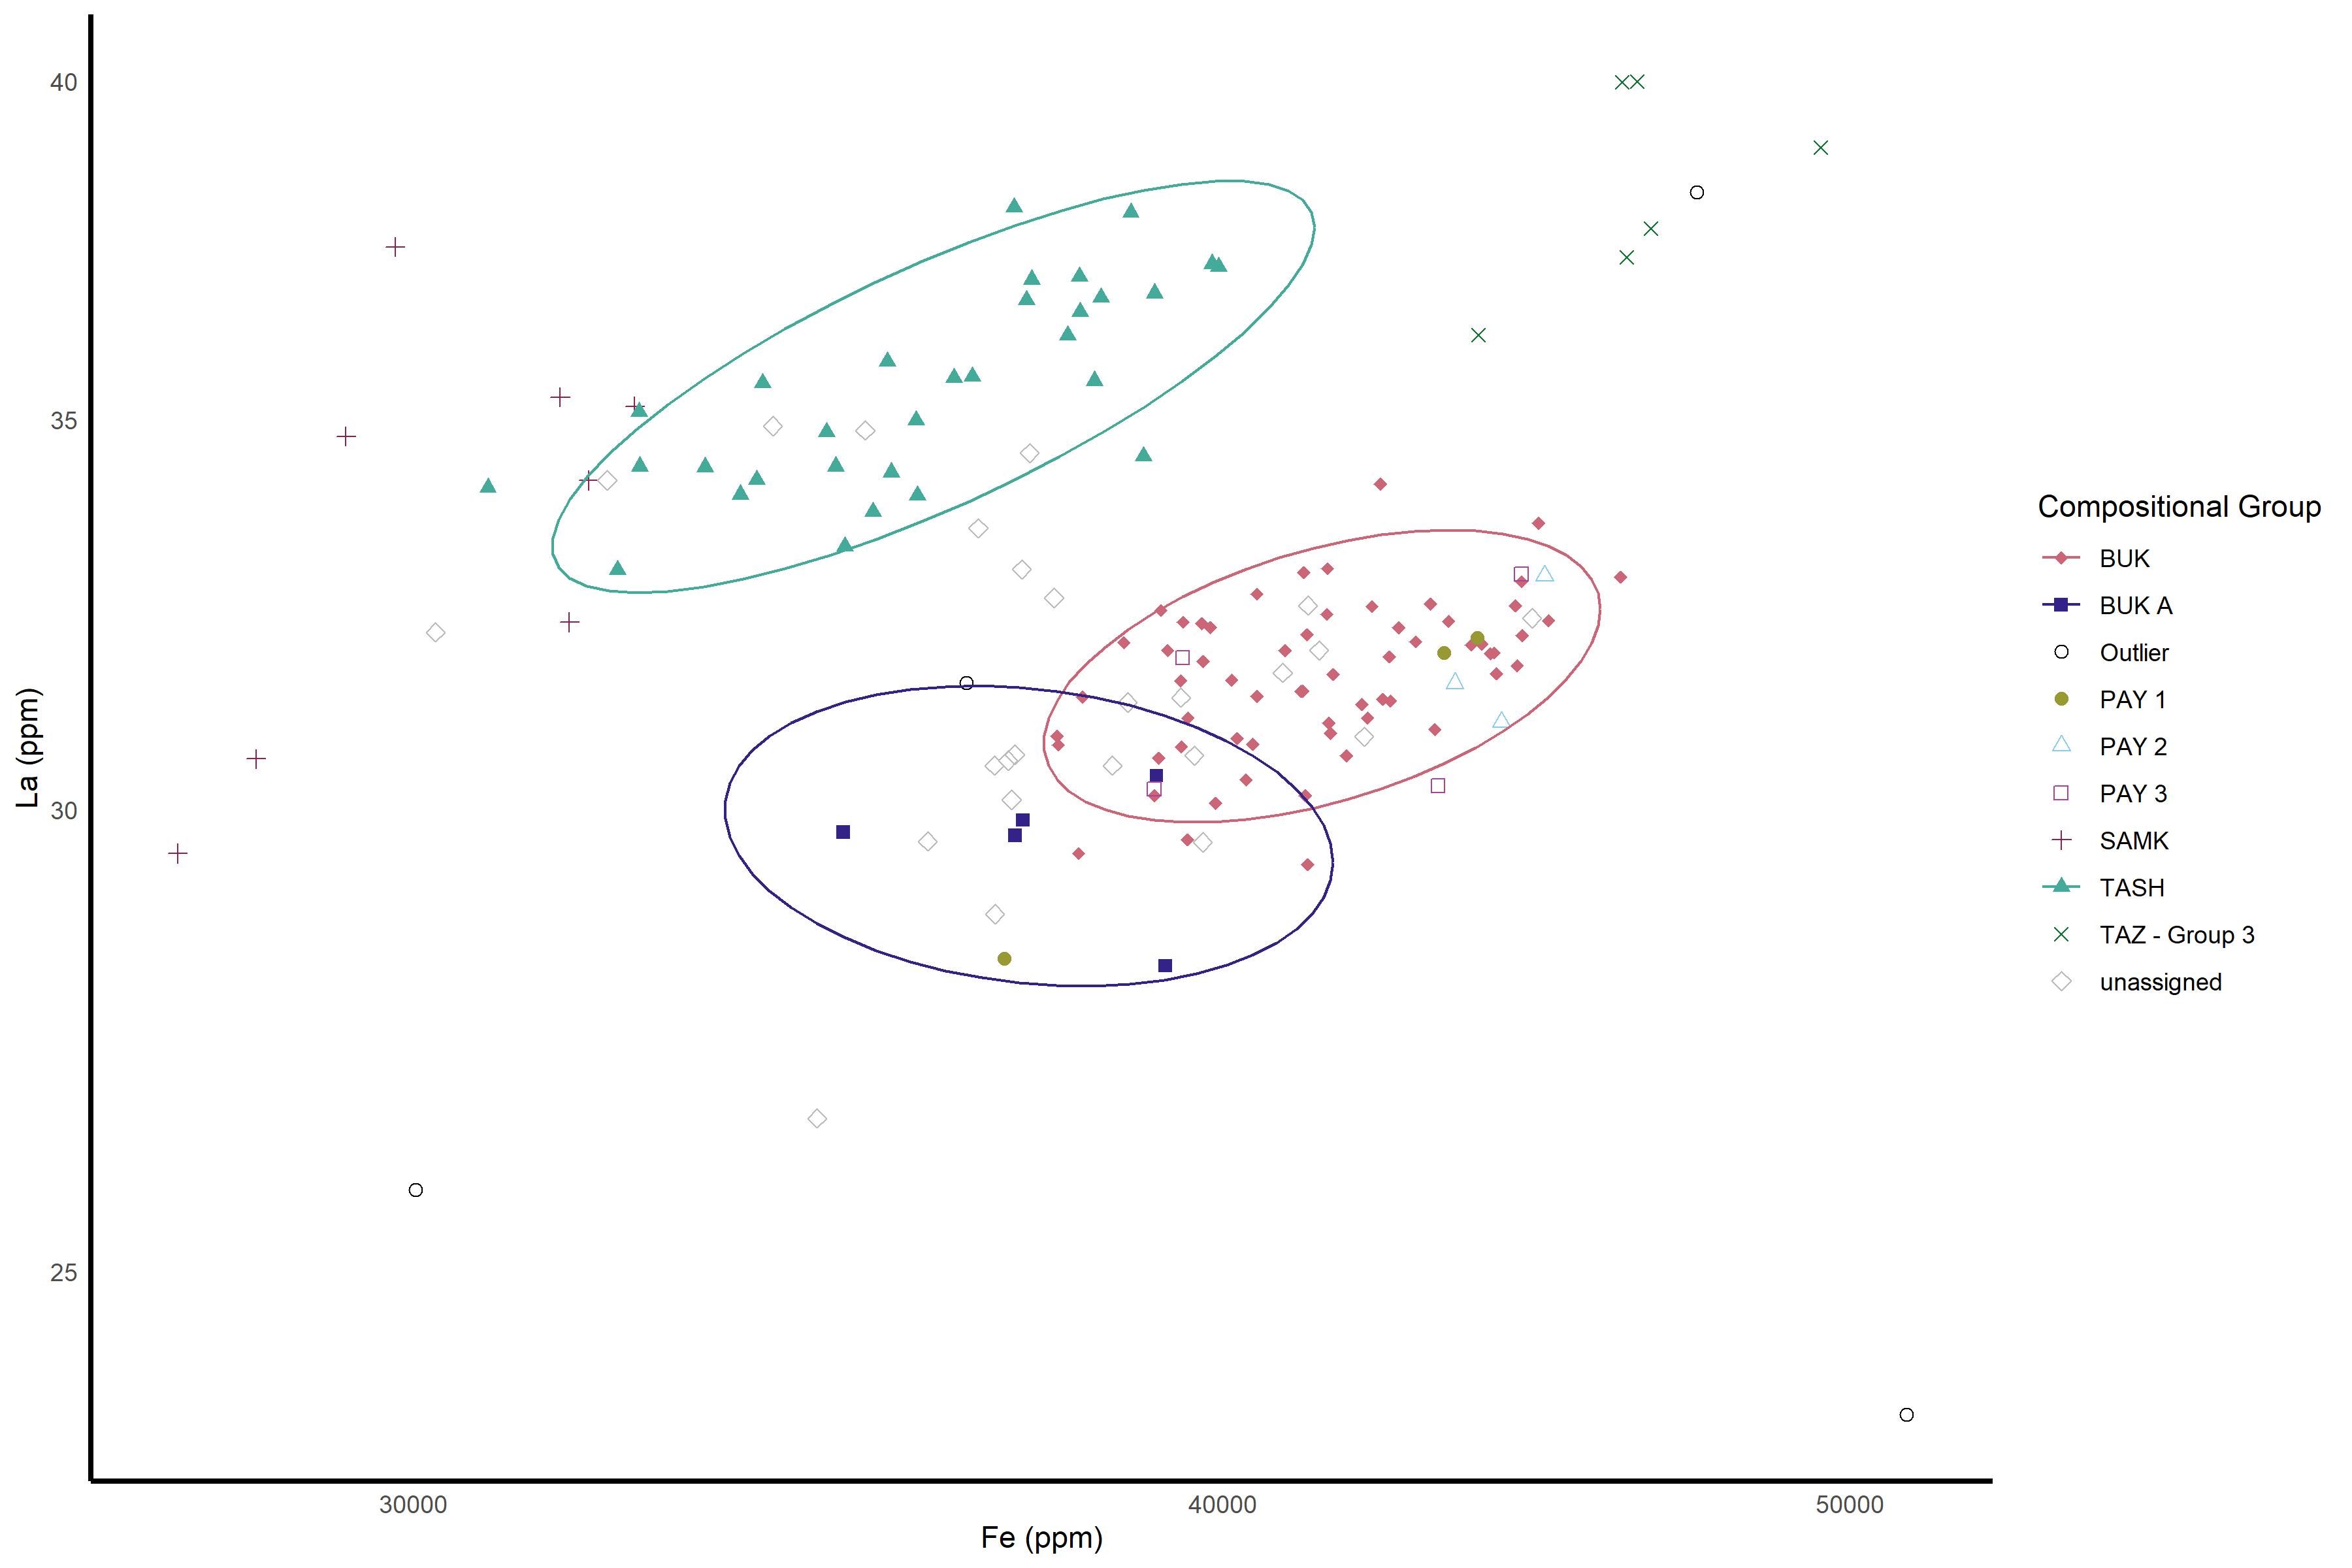 40
35
30
25
La (ppm)
30000
40000
50000
Fe (ppm)
Compositional Group
BUK
BUK A
Outlier
PAY 1
PAY 2
PAY 3
SAMK
TASH
TAZ - Group 3
unassigned